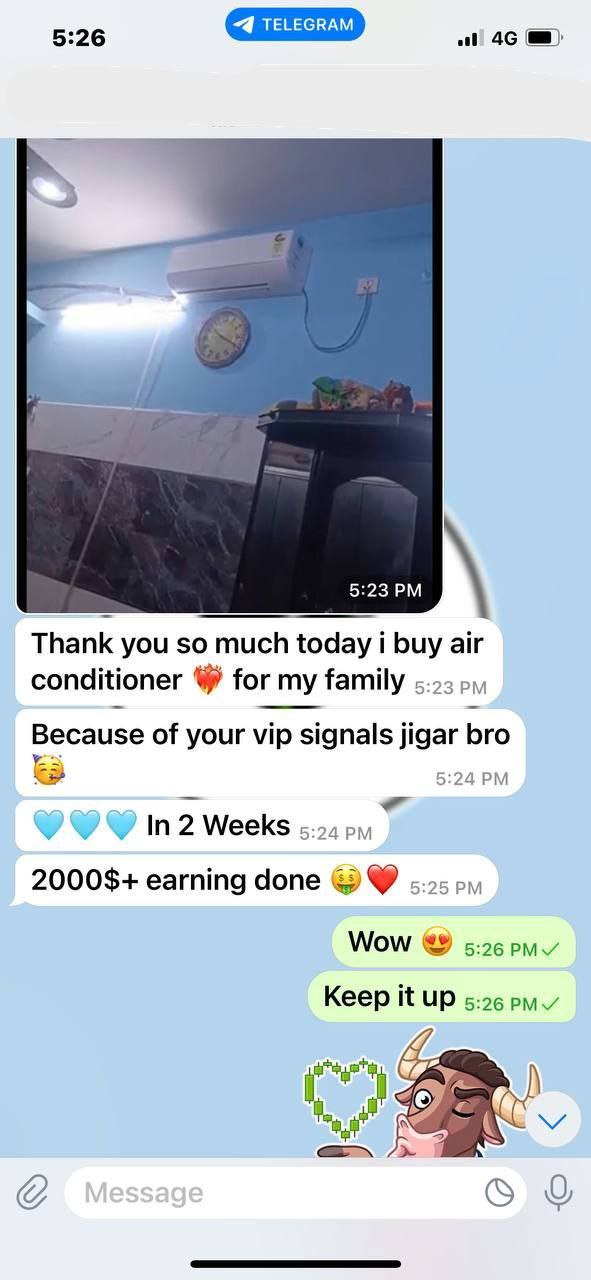 5:26
TELEGRAM
4G
5:23 PM
Thank you so much today i buy air
conditioner ❤️‍🔥 for my family 5:23 PM
Because of your vip signals jigar bro
🥳 5:24 PM
🩵🩵🩵 In 2 Weeks 5:24 PM
2000$+ earning done 🤑❤️ 5:25 PM
Wow 😍 5:26 PM
Keep it up 5:26 PM
Message